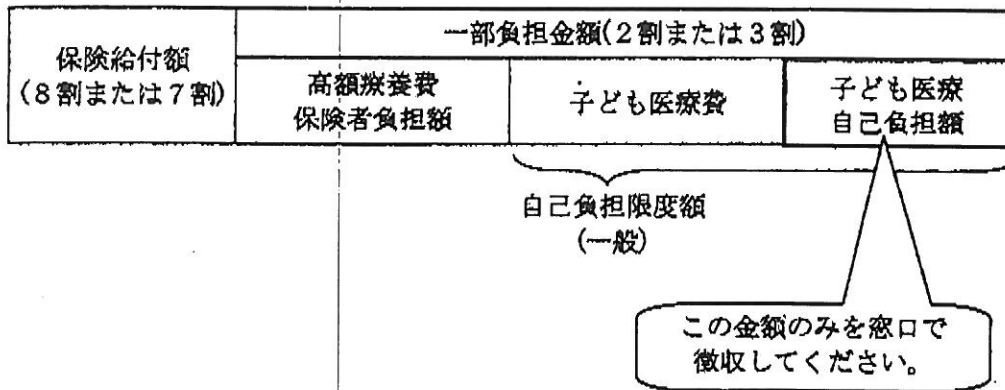 保険給付額
(8割または7割)
一部負担金額(2割または3割)
高額療養費
保険者負担額
子ども医療費
子ども医療
自己負担額
自己負担限度額
(一般)
この金額のみを窓口で
徴収してください。